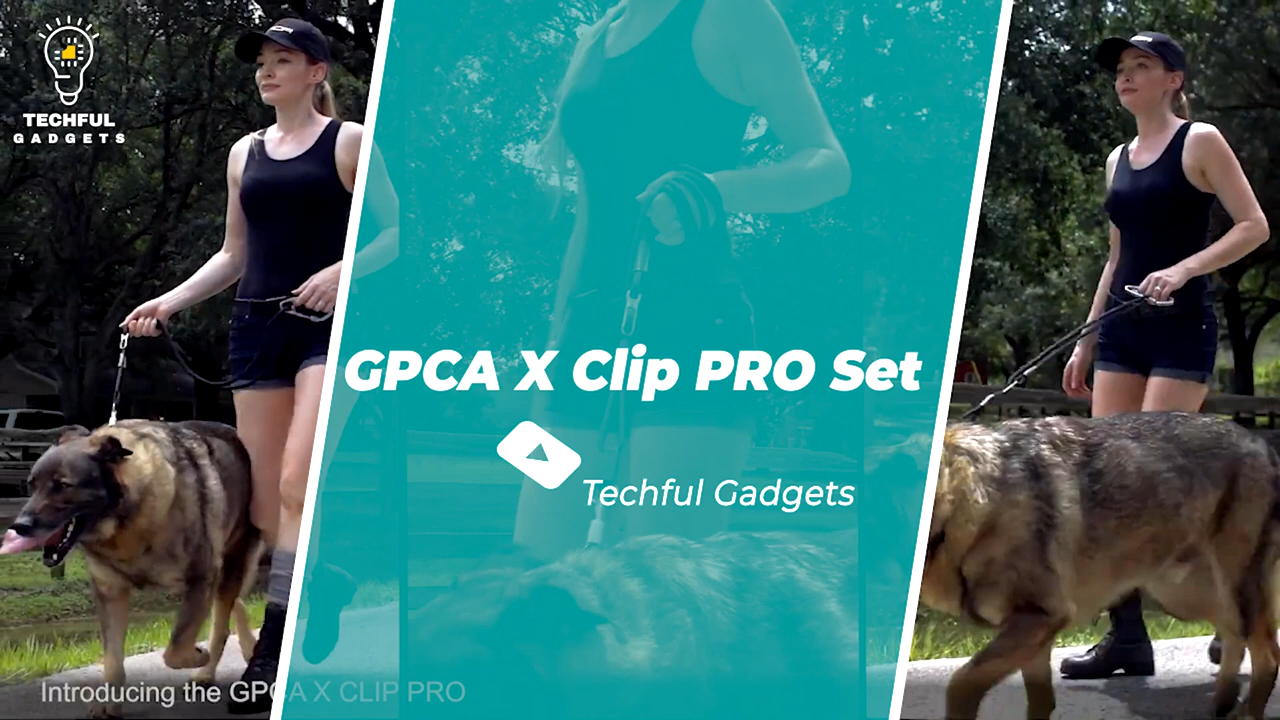 TECHFUL
GADGETS
GPCA X Clip PRO Set
Techful Gadgets
Introducing the GPCA X CLIP PRO